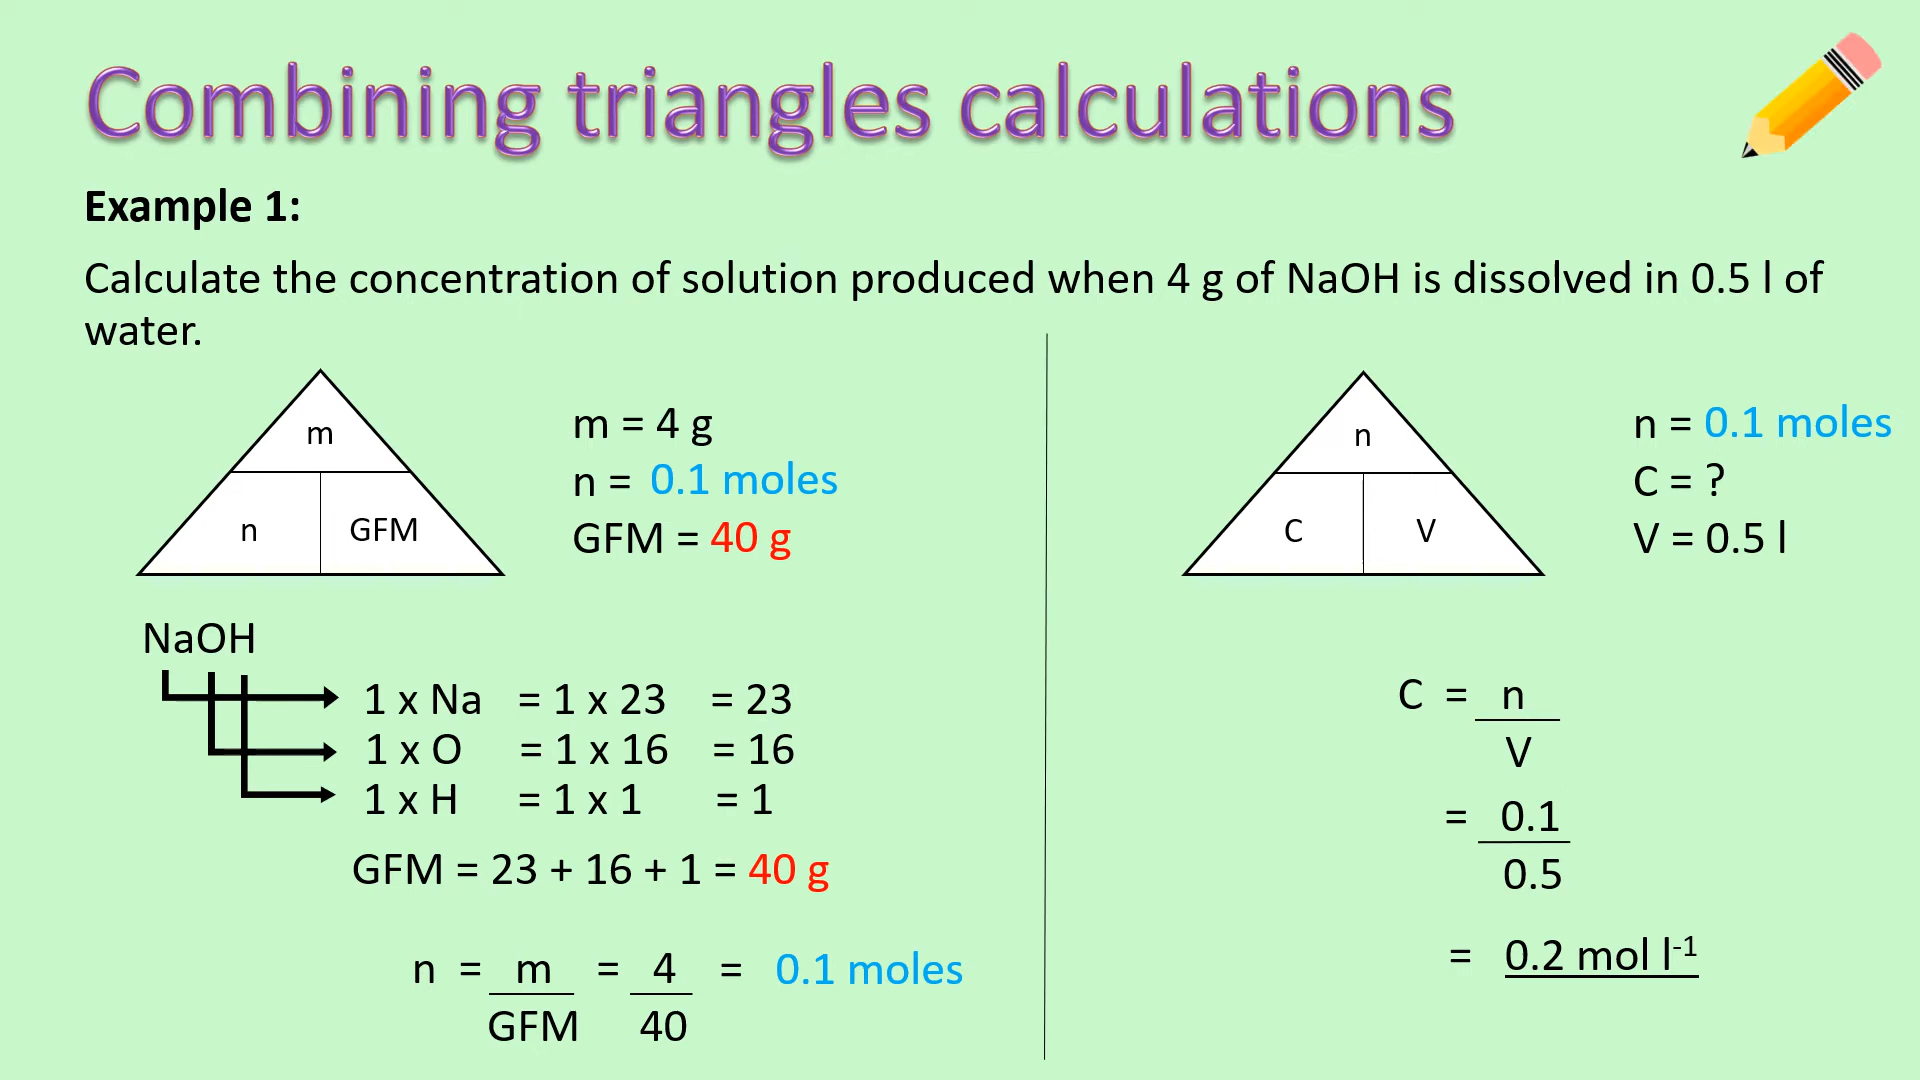 Combining triangles calculations
Example 1:
Calculate the concentration of solution produced when 4 g of NaOH is dissolved in 0.5 l of
water.
m
n
GFM
m = 4 g
n = 0.1 moles
GFM = 40 g
NaOH
1 x Na = 1 x 23 = 23
1 x O = 1 x 16 = 16
1 x H = 1 x 1 = 1
GFM = 23 + 16 + 1 = 40 g
n = m = 4 = 0.1 moles
GFM 40
n
C
V
n = 0.1 moles
C = ?
V = 0.5 l
C = n
V
= 0.1
0.5
= 0.2 mol l⁻¹